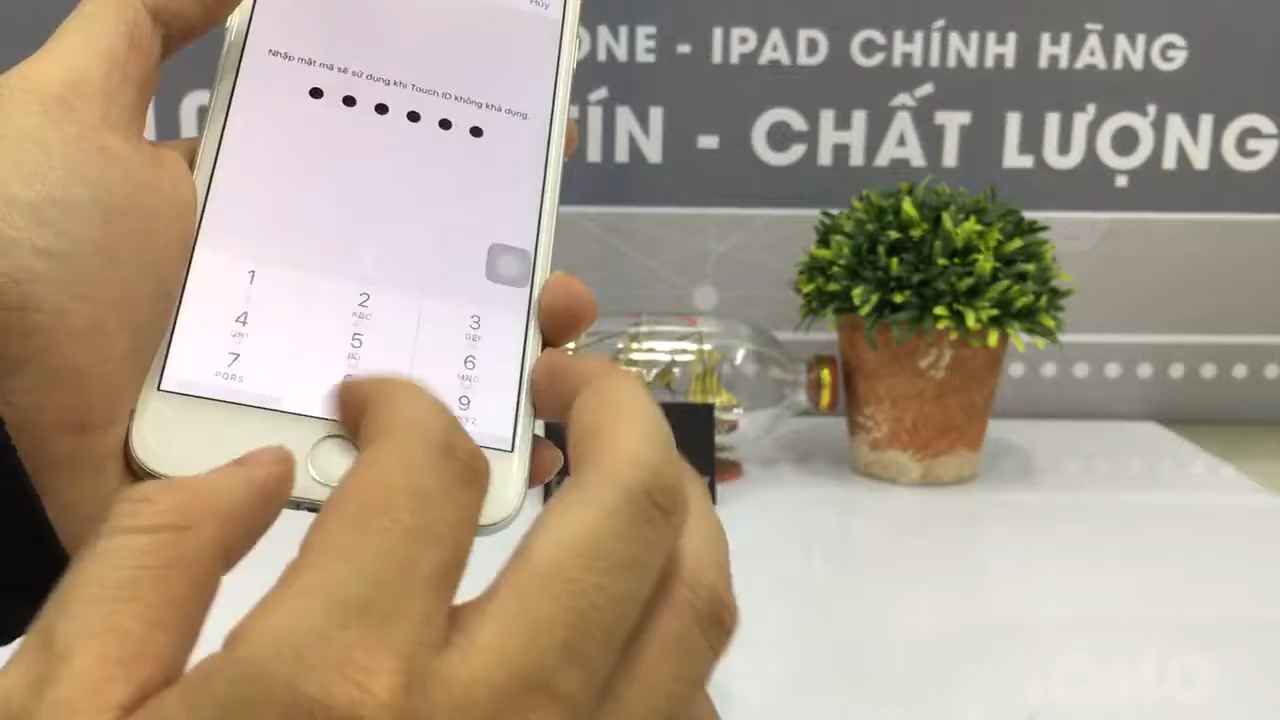 ONE - IPAD CHÍNH HÃNG
TÍN - CHẤT LƯỢNG
Hủy
Nhập mật mã sẽ sử dụng khi Touch ID không khả dụng.
1
2
ABC
3
DEF
4
GHI
5
JKL
6
MNO
7
PQRS
9
WXYZ